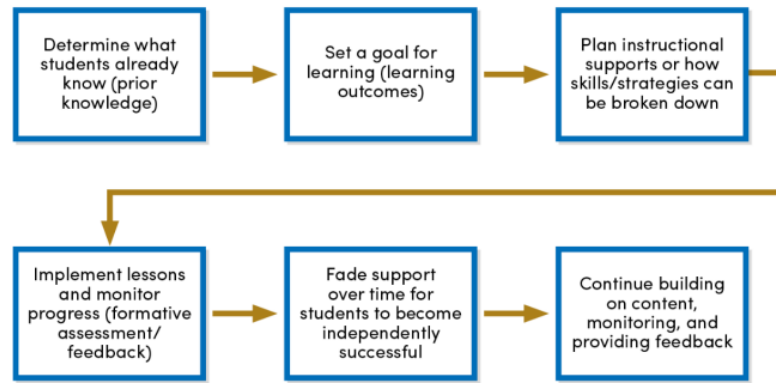 Determine what
students already
know (prior
knowledge)
Set a goal for
learning (learning
outcomes)
Plan instructional
supports or how
skills/strategies can
be broken down
Implement lessons
and monitor
progress (formative
assessment/
feedback)
Fade support
over time for
students to become
independently
successful
Continue building
on content,
monitoring, and
providing feedback